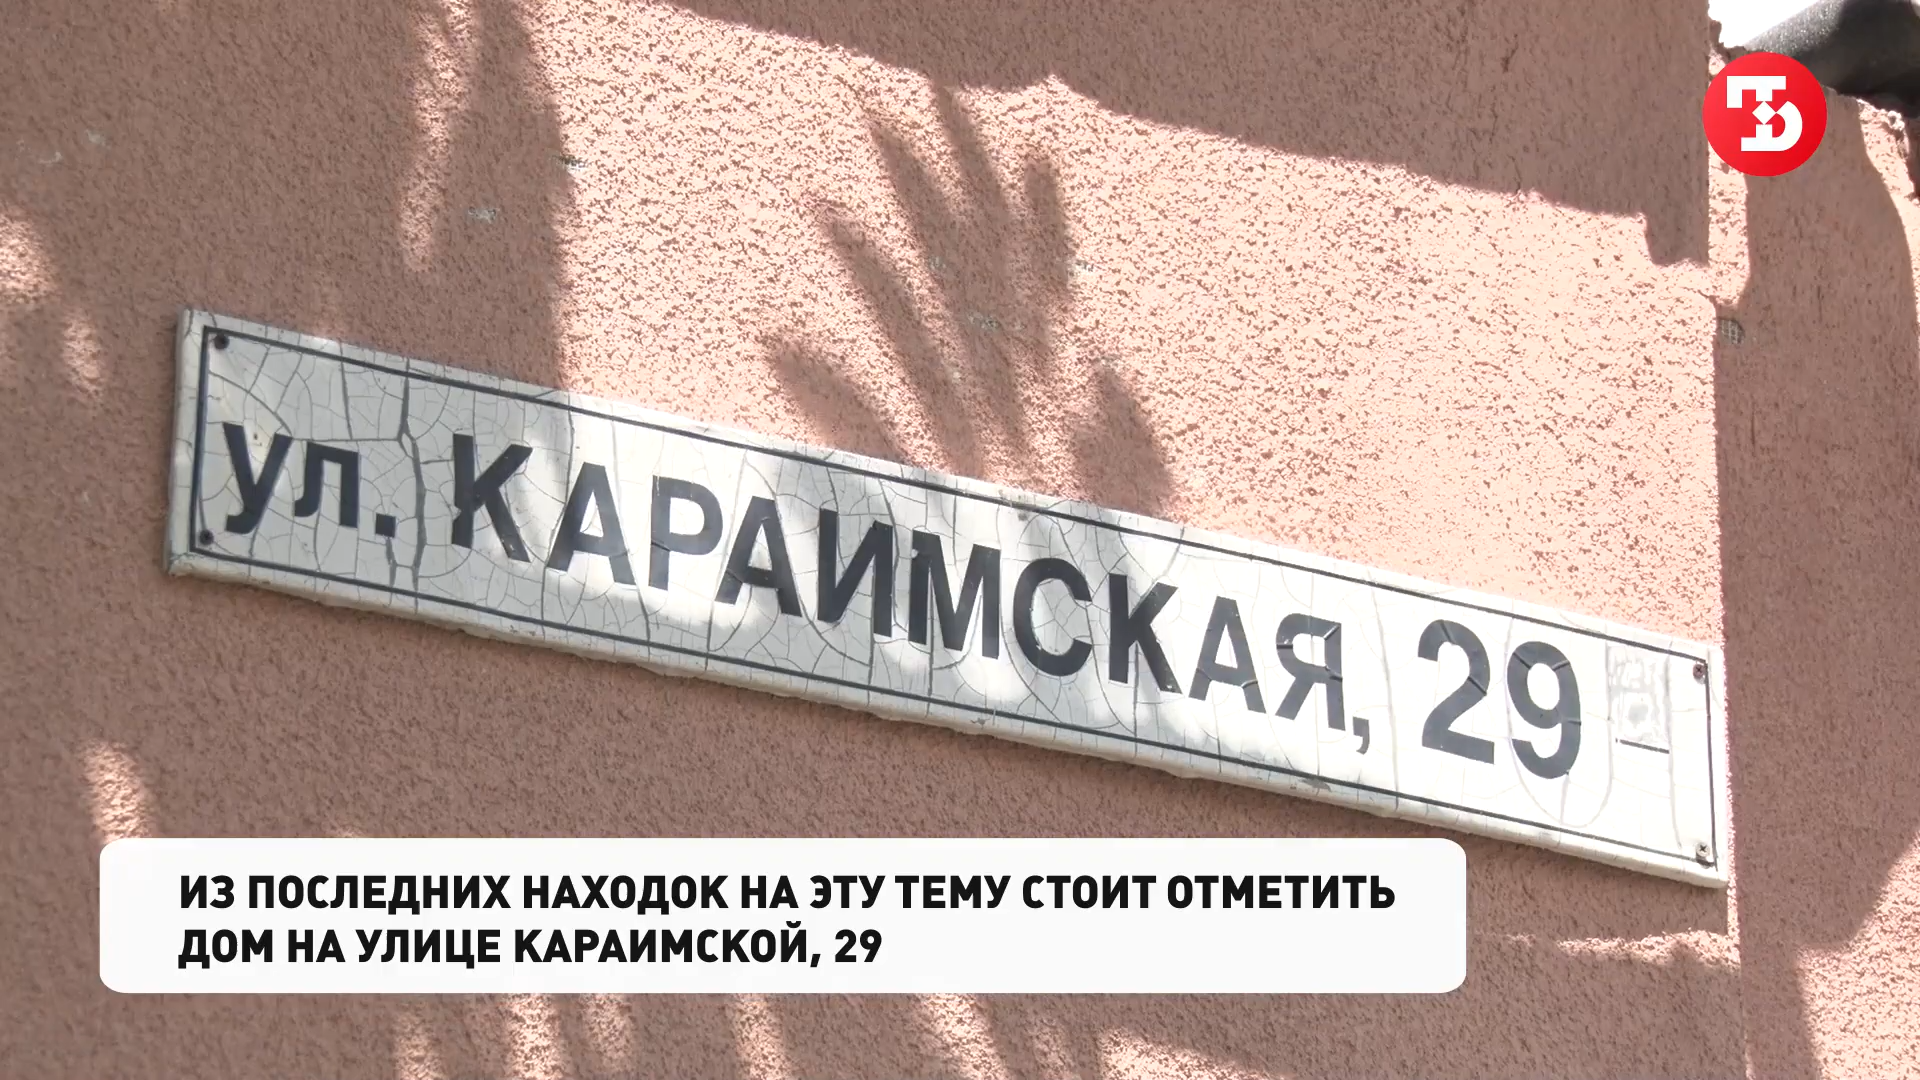 ул. КАРАИМСКАЯ, 29
ИЗ ПОСЛЕДНИХ НАХОДОК НА ЭТУ ТЕМУ СТОИТ ОТМЕТИТЬ
ДОМ НА УЛИЦЕ КАРАИМСКОЙ, 29